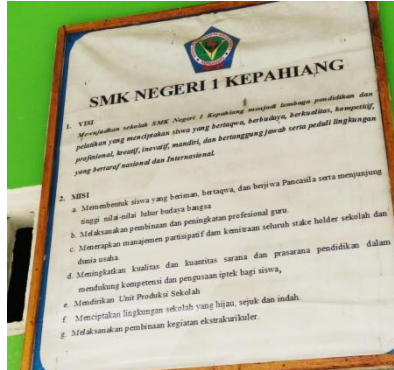 SMK NEGERI 1 KEPAHIANG
1. VISI
Menjadikan sekolah SMK Negeri 1 Kepahiang menjadi lembaga pendidikan dan
pelatihan yang menciptakan siswa yang bertaqwa, berbudaya, berkualitas, kompetitif,
profesional, kreatif, inovatif, mandiri, dan bertanggung jawab serta peduli lingkungan
yang bertaraf nasional dan Internasional.
2. MISI
a. Memembentuk siswa yang beriman, bertaqwa, dan berjiwa Pancasila serta menjunjung
tinggi nilai-nilai luhur budaya bangsa
b. Melaksanakan pembinaan dan peningkatan profesional guru.
c. Menerapkan manajemen partisipatif dam kemitraan seluruh stake holder sekolah dan
dunia usaha.
d. Meningkatkan kualitas dan kuantitas sarana dan prasarana pendidikan dalam
mendukung kompetensi dan pengusaan iptek bagi siswa,
e. Mendirikan Unit Produksi Sekolah
f. Menciptakan lingkungan sekolah yang hijau, sejuk dan indah.
g. Melaksanakan pembinaan kegiatan ekstrakurikuler.